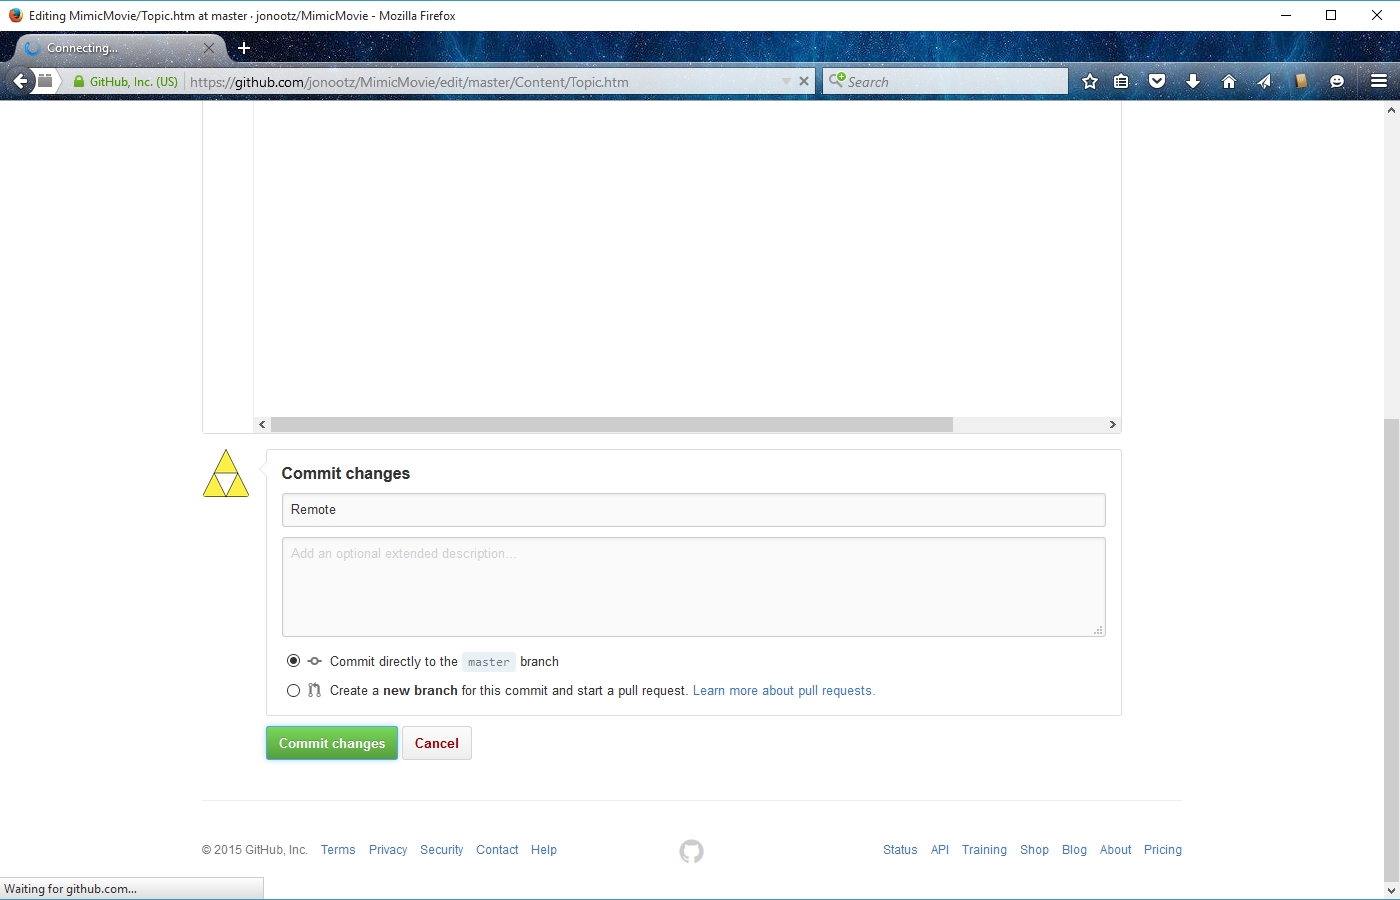 Editing MimicMovie/Topic.htm at master · jonootz/MimicMovie - Mozilla Firefox
Connecting...
GitHub, Inc. (US) https://github.com/jonootz/MimicMovie/edit/master/Content/Topic.htm Search
Commit changes
Remote
Add an optional extended description...
Commit directly to the master branch
Create a new branch for this commit and start a pull request. Learn more about pull requests.
Commit changes Cancel
© 2015 GitHub, Inc. Terms Privacy Security Contact Help Status API Training Shop Blog About Pricing
Waiting for github.com...